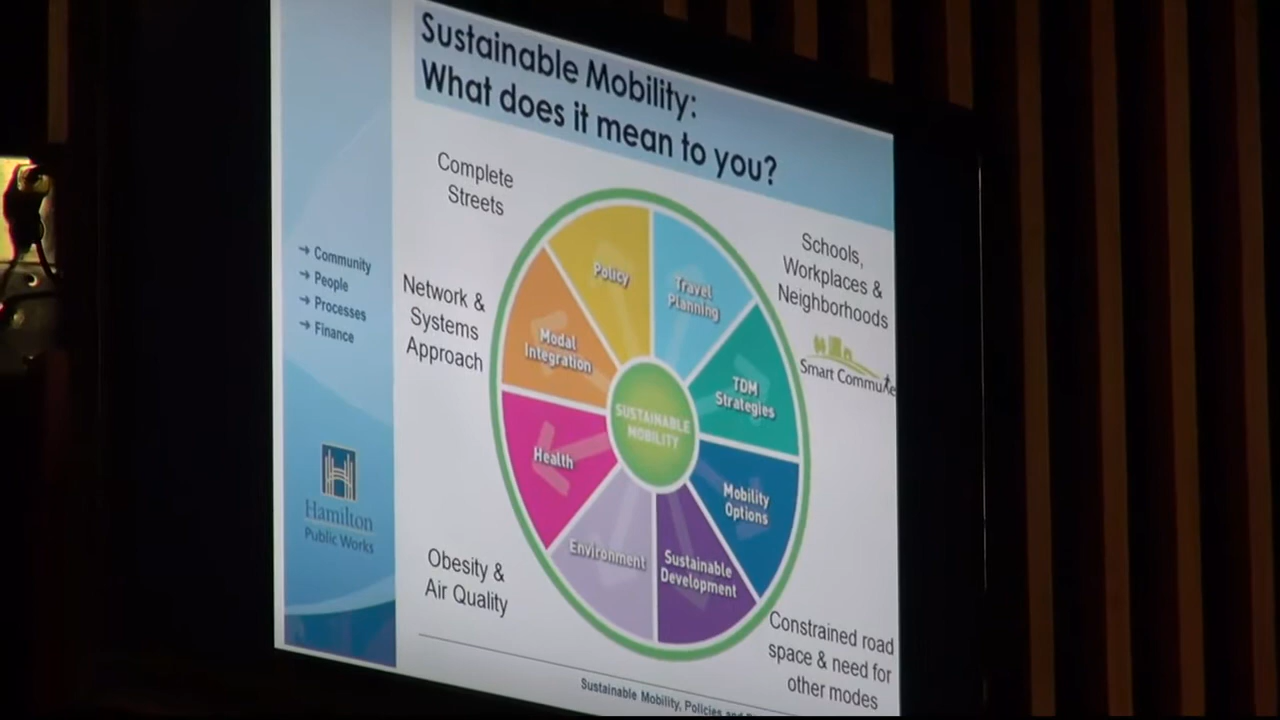 Sustainable Mobility:
What does it mean to you?
Complete
Streets
Schools,
Workplaces &
Neighborhoods
Smart Commute
Network &
Systems
Approach
Policy
Travel
Planning
Modal
Integration
TDM
Strategies
SUSTAINABLE
MOBILITY
Health
Mobility
Options
Environment
Sustainable
Development
Obesity &
Air Quality
Constrained road
space & need for
other modes
→ Community
→ People
→ Processes
→ Finance
Hamilton
Public Works
Sustainable Mobility, Policies and